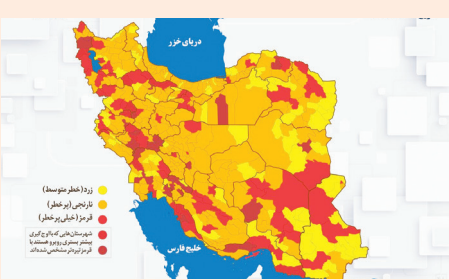 دریای خزر
زرد (خطر متوسط)
نارنجی (پرخطر)
قرمز (خیلی پرخطر)
شهرستان‌هایی که با اوج‌گیری
بیشتر بستری روبرو هستند با
قرمز تیره‌تر مشخص شده‌اند
خلیج فارس